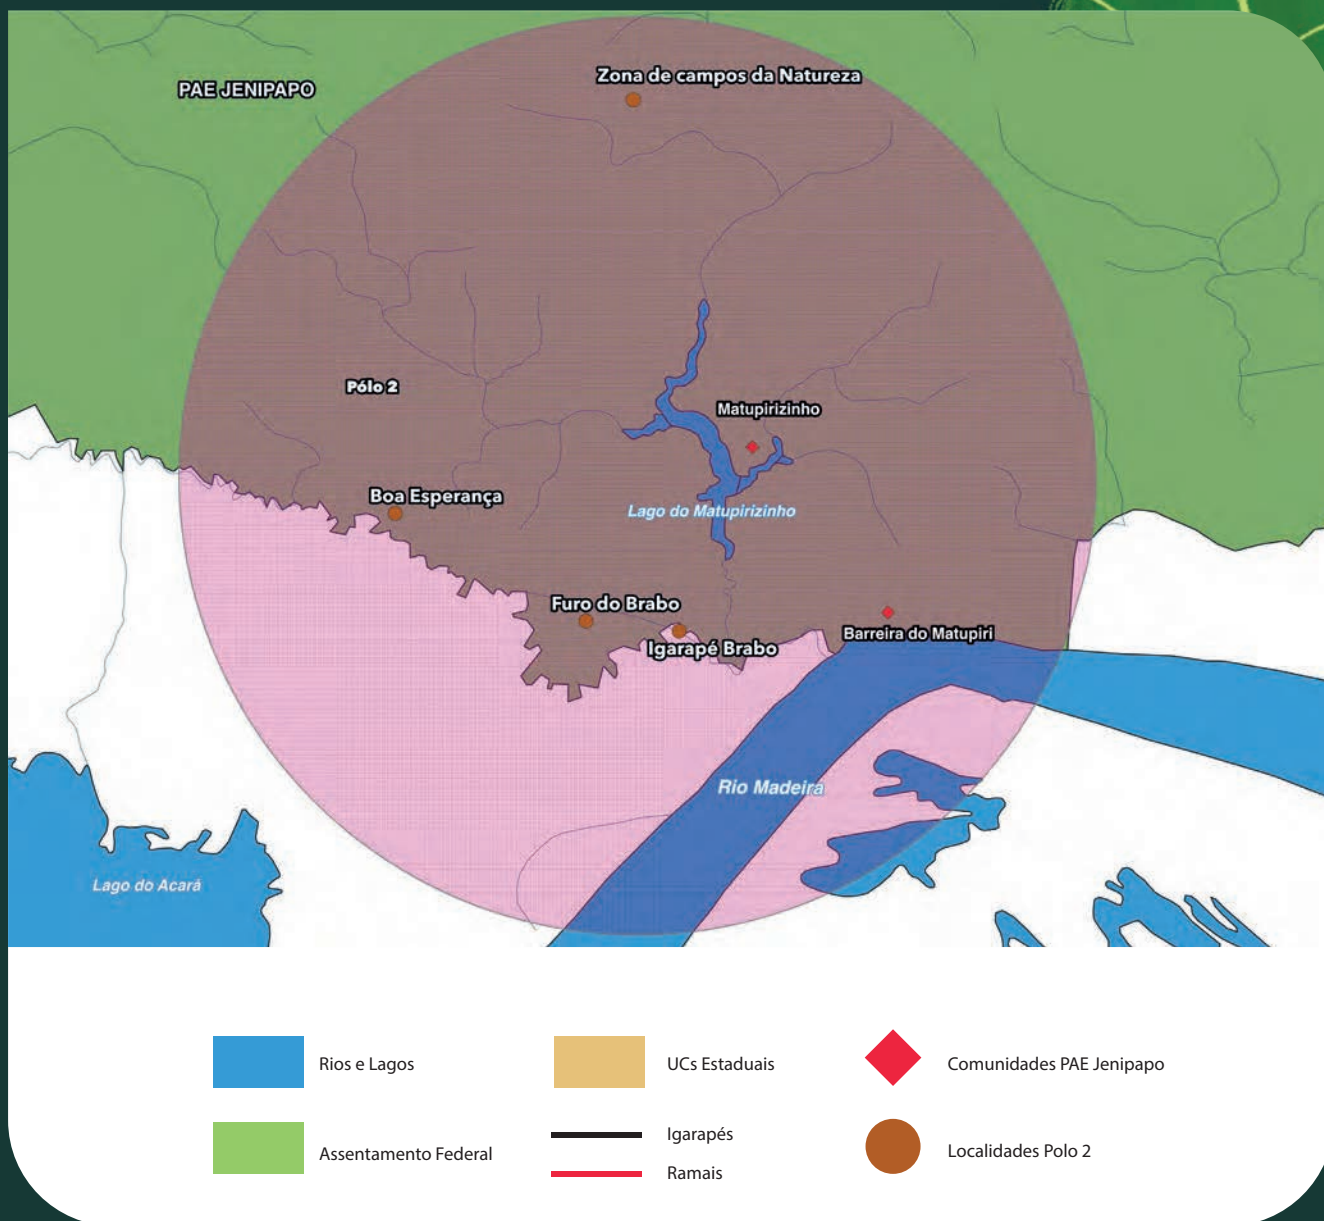 Zona de campos da Natureza
PAE JENIPAPO
Pólo 2
Matupirizinho
Boa Esperança
Lago do Matupirizinho
Furo do Brabo
Igarapé Brabo
Barreira do Matupiri
Rio Madeira
Lago do Acará
Rios e Lagos
UCs Estaduais
Comunidades PAE Jenipapo
Assentamento Federal
Igarapés
Ramais
Localidades Polo 2